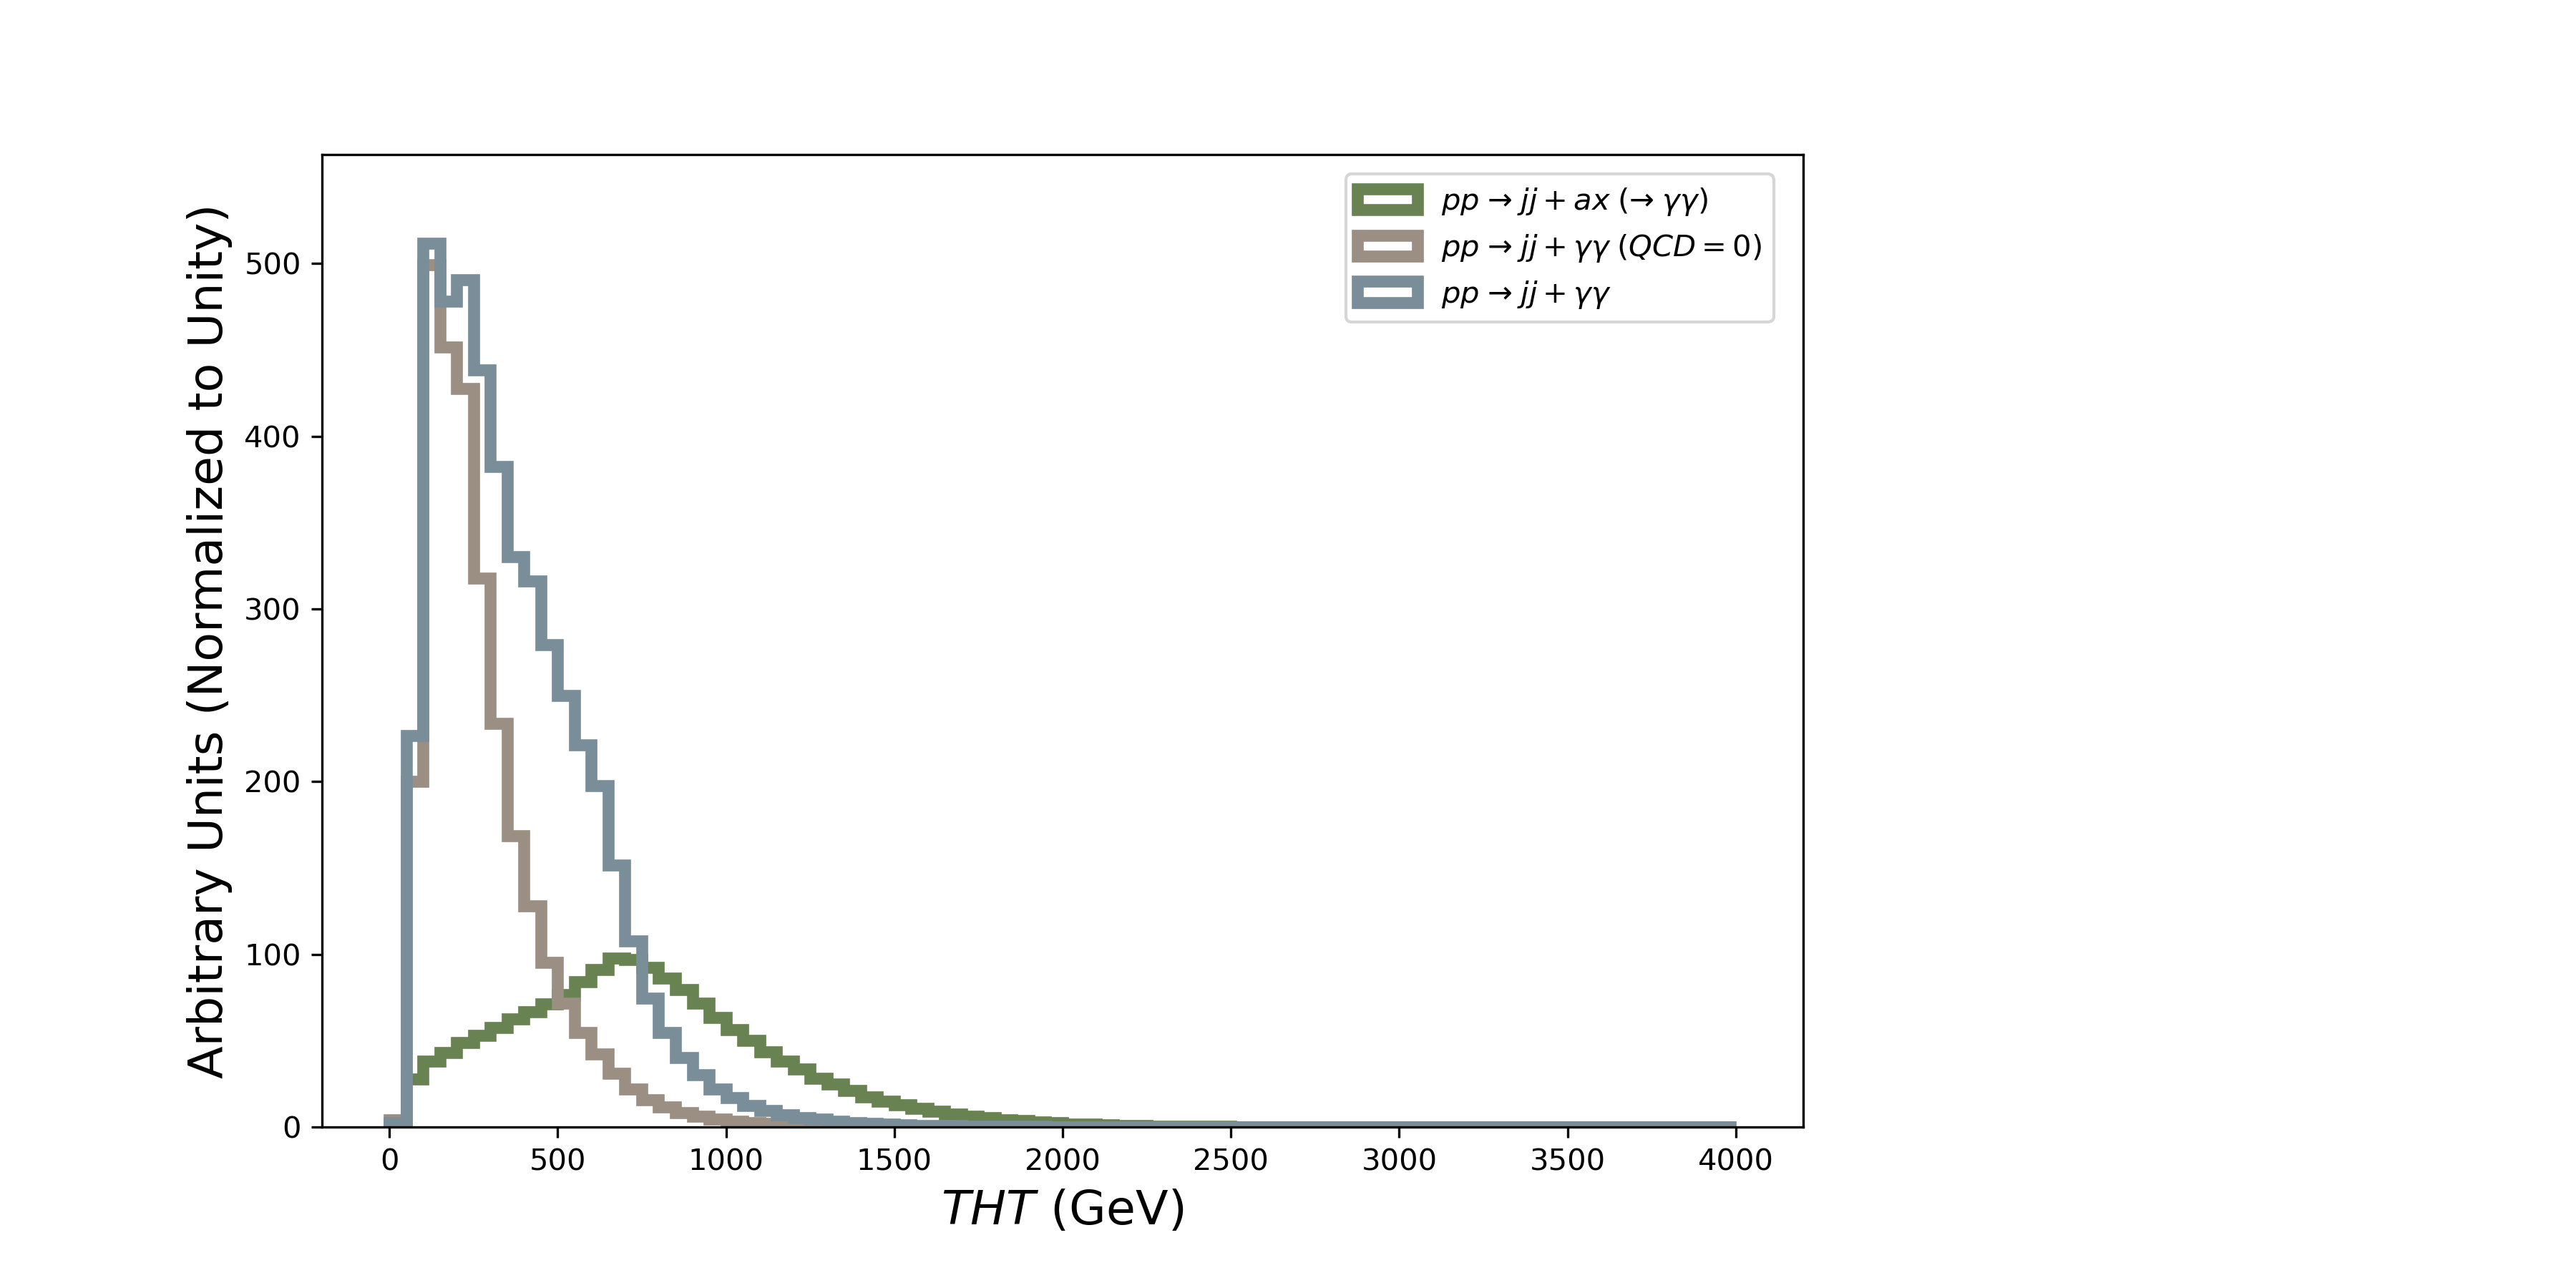 Arbitrary Units (Normalized to Unity)
500
400
300
200
100
0
pp → jj + ax (→ γγ)
pp → jj + γγ (QCD = 0)
pp → jj + γγ
0 500 1000 1500 2000 2500 3000 3500 4000
THT (GeV)